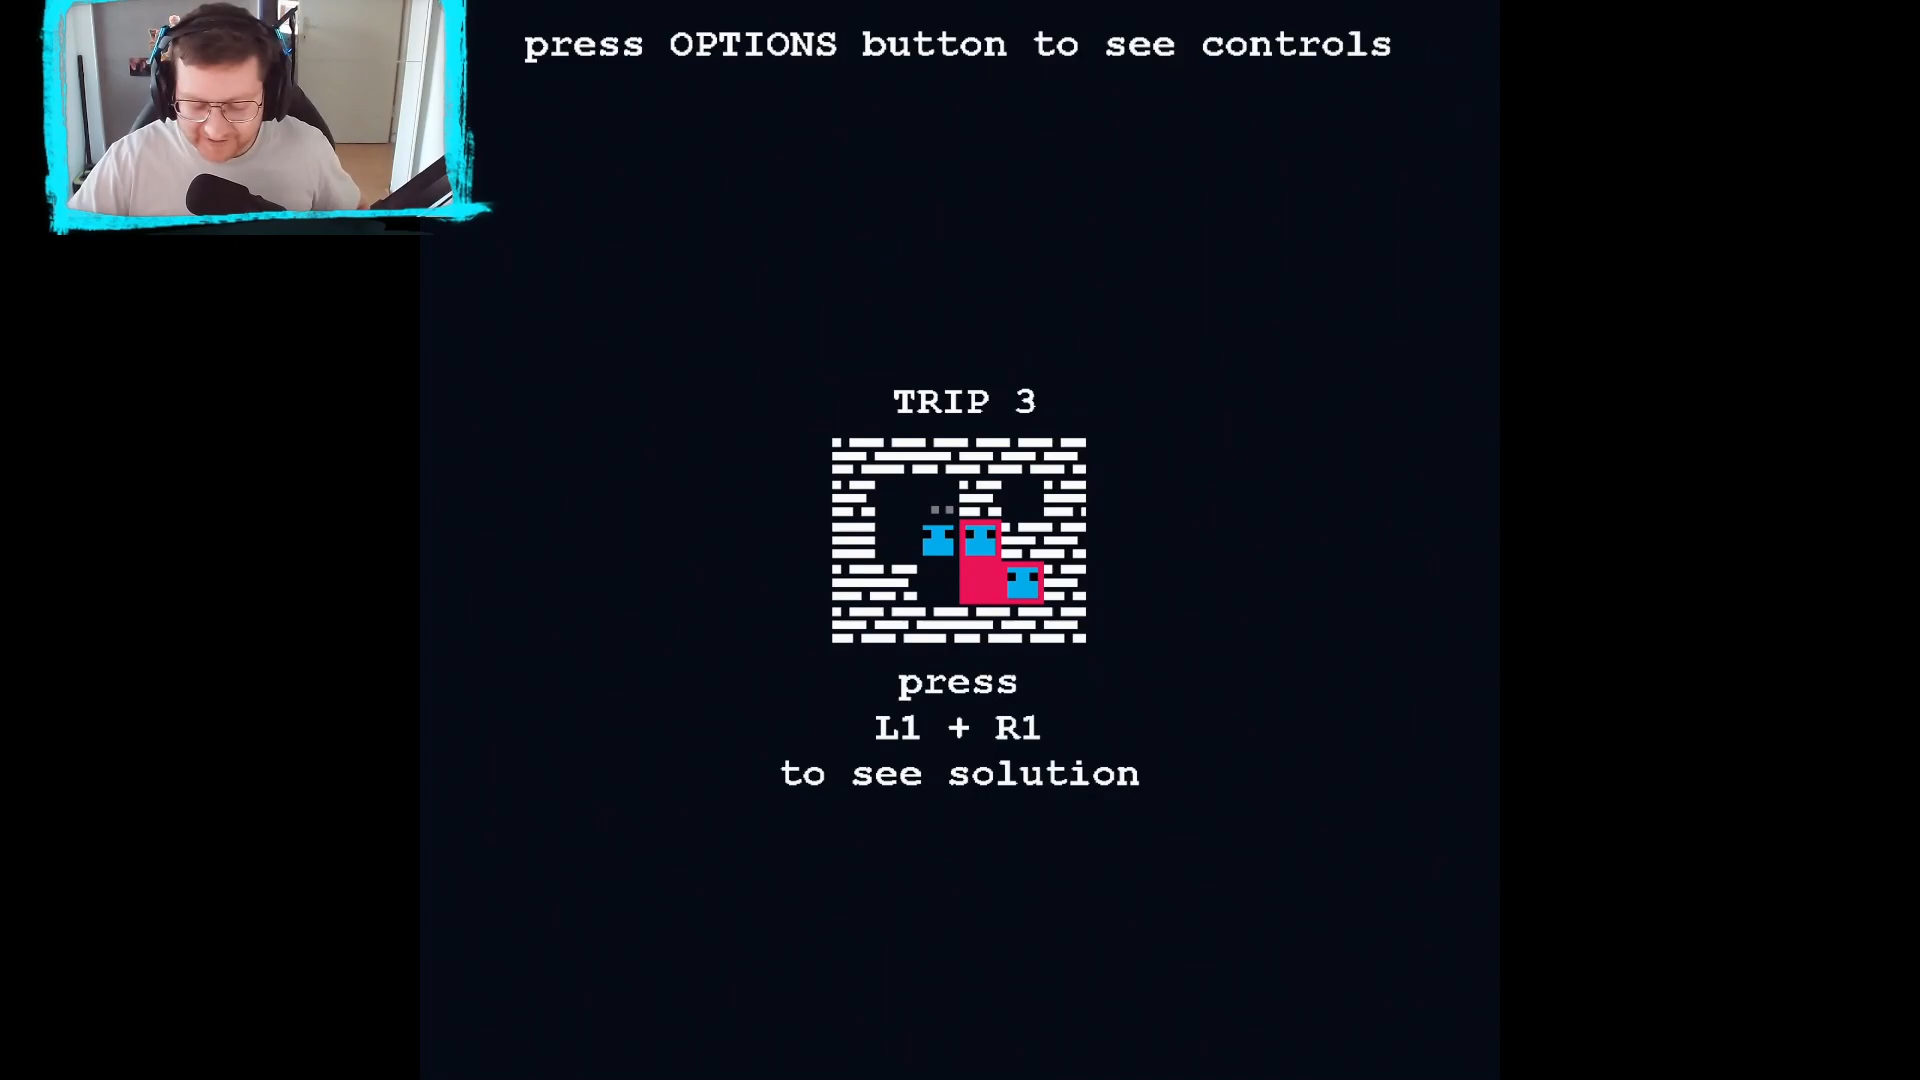 press OPTIONS button to see controls
TRIP 3
press
L1 + R1
to see solution